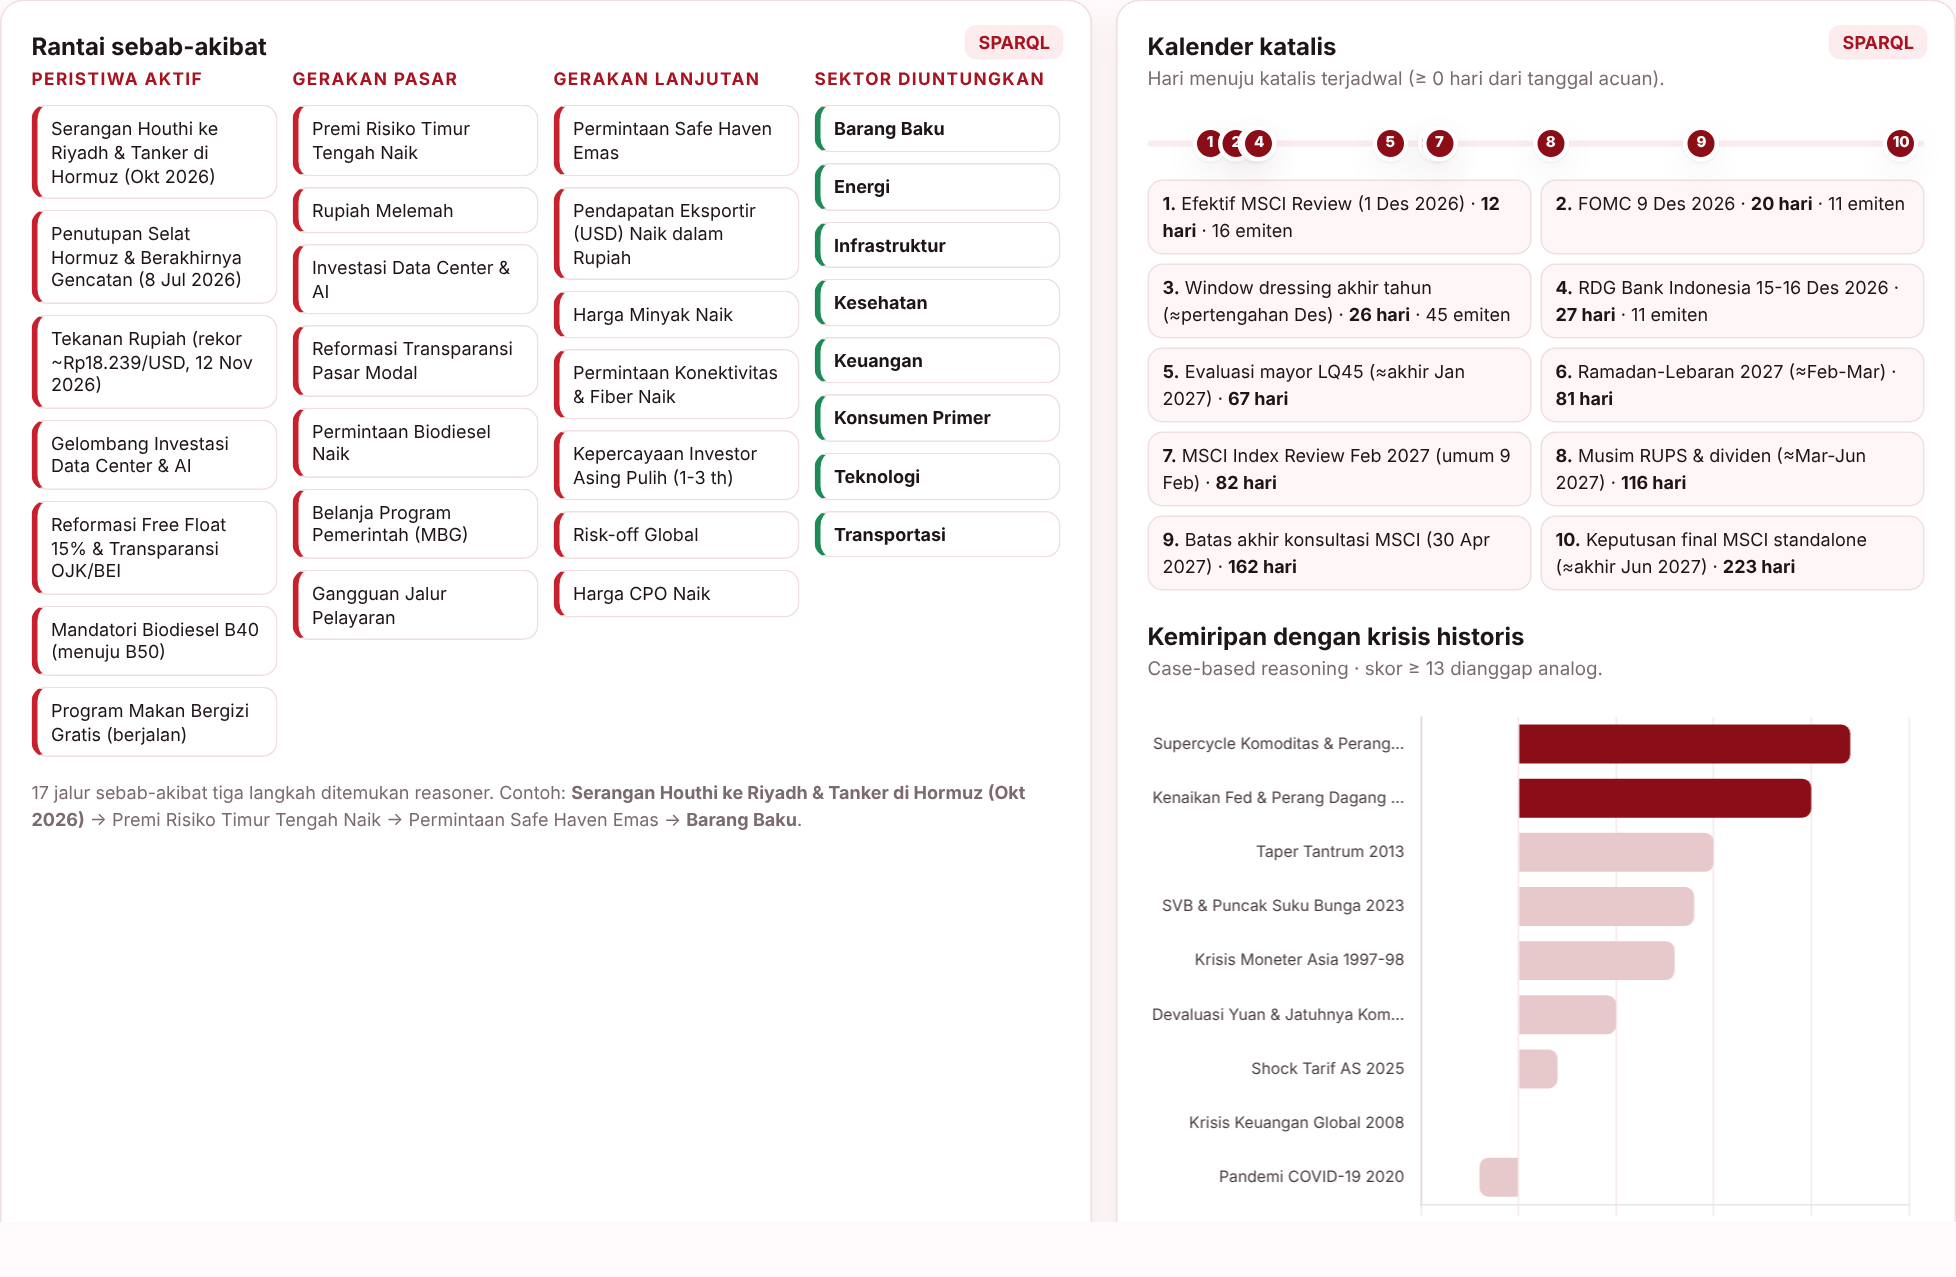 Rantai sebab-akibat
SPARQL
PERISTIWA AKTIF
Serangan Houthi ke
Riyadh & Tanker di
Hormuz (Okt 2026)
Penutupan Selat
Hormuz & Berakhirnya
Gencatan (8 Jul 2026)
Tekanan Rupiah (rekor
~Rp18.239/USD, 12 Nov
2026)
Gelombang Investasi
Data Center & AI
Reformasi Free Float
15% & Transparansi
OJK/BEI
Mandatori Biodiesel B40
(menuju B50)
Program Makan Bergizi
Gratis (berjalan)
GERAKAN PASAR
Premi Risiko Timur
Tengah Naik
Rupiah Melemah
Investasi Data Center &
AI
Reformasi Transparansi
Pasar Modal
Permintaan Biodiesel
Naik
Belanja Program
Pemerintah (MBG)
Gangguan Jalur
Pelayaran
GERAKAN LANJUTAN
Permintaan Safe Haven
Emas
Pendapatan Eksportir
(USD) Naik dalam
Rupiah
Harga Minyak Naik
Permintaan Konektivitas
& Fiber Naik
Kepercayaan Investor
Asing Pulih (1-3 th)
Risk-off Global
Harga CPO Naik
SEKTOR DIUNTUNGKAN
Barang Baku
Energi
Infrastruktur
Kesehatan
Keuangan
Konsumen Primer
Teknologi
Transportasi
17 jalur sebab-akibat tiga langkah ditemukan reasoner. Contoh: Serangan Houthi ke Riyadh & Tanker di Hormuz (Okt
2026) → Premi Risiko Timur Tengah Naik → Permintaan Safe Haven Emas → Barang Baku.
Kalender katalis
SPARQL
Hari menuju katalis terjadwal (≥ 0 hari dari tanggal acuan).
1 2 4 5 7 8 9 10
1. Efektif MSCI Review (1 Des 2026) · 12
hari · 16 emiten
2. FOMC 9 Des 2026 · 20 hari · 11 emiten
3. Window dressing akhir tahun
(≈pertengahan Des) · 26 hari · 45 emiten
4. RDG Bank Indonesia 15-16 Des 2026 ·
27 hari · 11 emiten
5. Evaluasi mayor LQ45 (≈akhir Jan
2027) · 67 hari
6. Ramadan-Lebaran 2027 (≈Feb-Mar) ·
81 hari
7. MSCI Index Review Feb 2027 (umum 9
Feb) · 82 hari
8. Musim RUPS & dividen (≈Mar-Jun
2027) · 116 hari
9. Batas akhir konsultasi MSCI (30 Apr
2027) · 162 hari
10. Keputusan final MSCI standalone
(≈akhir Jun 2027) · 223 hari
Kemiripan dengan krisis historis
Case-based reasoning · skor ≥ 13 dianggap analog.
Supercycle Komoditas & Perang...
Kenaikan Fed & Perang Dagang ...
Taper Tantrum 2013
SVB & Puncak Suku Bunga 2023
Krisis Moneter Asia 1997-98
Devaluasi Yuan & Jatuhnya Kom...
Shock Tarif AS 2025
Krisis Keuangan Global 2008
Pandemi COVID-19 2020